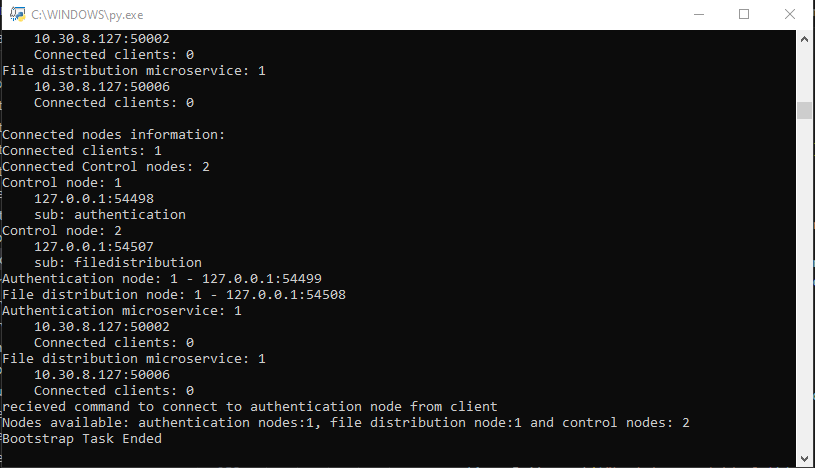 C:\WINDOWS\py.exe
10.30.8.127:50002
Connected clients: 0
File distribution microservice: 1
10.30.8.127:50006
Connected clients: 0
Connected nodes information:
Connected clients: 1
Connected Control nodes: 2
Control node: 1
127.0.0.1:54498
sub: authentication
Control node: 2
127.0.0.1:54507
sub: filedistribution
Authentication node: 1 - 127.0.0.1:54499
File distribution node: 1 - 127.0.0.1:54508
Authentication microservice: 1
10.30.8.127:50002
Connected clients: 0
File distribution microservice: 1
10.30.8.127:50006
Connected clients: 0
recieved command to connect to authentication node from client
Nodes available: authentication nodes:1, file distribution node:1 and control nodes: 2
Bootstrap Task Ended